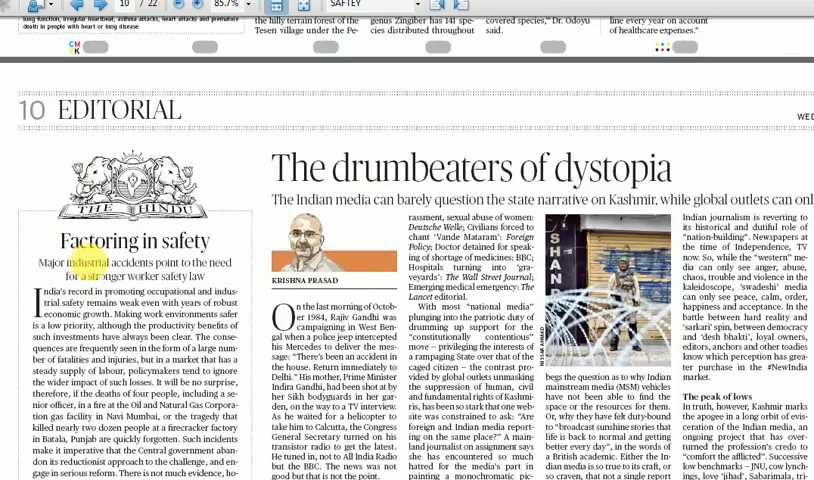 10 / 22
85.7%
SAFTEY
lung function, irregular heartbeat, asthma attacks, heart attacks and premature
death in people with heart or lung disease
the hilly terrain forest of the
Tesen village under the Pe-
genus Zingiber has 141 spe-
cies distributed throughout
covered species,” Dr. Odoyu
said.
line every year on account
of healthcare expenses.”
CM
YK
10 EDITORIAL
WED
THE HINDU
Factoring in safety
Major industrial accidents point to the need
for a stronger worker safety law
India’s record in promoting occupational and indus-
trial safety remains weak even with years of robust
economic growth. Making work environments safer
is a low priority, although the productivity benefits of
such investments have always been clear. The conse-
quences are frequently seen in the form of a large num-
ber of fatalities and injuries, but in a market that has a
steady supply of labour, policymakers tend to ignore
the wider impact of such losses. It will be no surprise,
therefore, if the deaths of four people, including a se-
nior officer, in a fire at the Oil and Natural Gas Corpora-
tion gas facility in Navi Mumbai, or the tragedy that
killed nearly two dozen people at a firecracker factory
in Batala, Punjab are quickly forgotten. Such incidents
make it imperative that the Central government aban-
don its reductionist approach to the challenge, and en-
gage in serious reform. There is not much evidence, ho-
The drumbeaters of dystopia
The Indian media can barely question the state narrative on Kashmir, while global outlets can onl
KRISHNA PRASAD
On the last morning of Octob-
er 1984, Rajiv Gandhi was
campaigning in West Ben-
gal when a police jeep intercepted
his Mercedes to deliver the mes-
sage: “There’s been an accident in
the house. Return immediately to
Delhi.” His mother, Prime Minister
Indira Gandhi, had been shot at by
her Sikh bodyguards in her gar-
den, on the way to a TV interview.
As he waited for a helicopter to
take him to Calcutta, the Congress
General Secretary turned on his
transistor radio to get the latest.
He tuned in, not to All India Radio
but the BBC. The news was not
good but that is not the point.
rassment, sexual abuse of women:
Deutsche Welle; Civilians forced to
chant ‘Vande Mataram’: Foreign
Policy; Doctor detained for speak-
ing of shortage of medicines: BBC;
Hospitals turning into ‘gra-
veyards’: The Wall Street Journal;
Emerging medical emergency: The
Lancet editorial.
With most “national media”
plunging into the patriotic duty of
drumming up support for the
“constitutionally contentious”
move — privileging the interests of
a rampaging State over that of the
caged citizen — the contrast pro-
vided by global outlets unmasking
the suppression of human, civil
and fundamental rights of Kashmi-
ris, has been so stark that one web-
site was constrained to ask: “Are
foreign and Indian media report-
ing on the same place?” A main-
land journalist on assignment says
she has encountered so much
hatred for the media’s part in
painting a monochromatic pic-
SHAN
NISSAR AHMAD
begs the question as to why Indian
mainstream media (MSM) vehicles
have not been able to find the
space or the resources for them.
Or, why they have felt duty-bound
to “broadcast sunshine stories that
life is back to normal and getting
better every day”, in the words of
a British academic. Either the In-
dian media is so true to its craft, or
so craven, that not a single report
Indian journalism is reverting to
its historical and dutiful role of
“nation-building”. Newspapers at
the time of Independence, TV
now. So, while the “western” me-
dia can only see anger, abuse,
chaos, trouble and violence in the
kaleidoscope, ‘swadeshi’ media
can only see peace, calm, order,
happiness and acceptance. In the
battle between hard reality and
‘sarkari’ spin, between democracy
and ‘desh bhakti’, loyal owners,
editors, anchors and other toadies
know which perception has grea-
ter purchase in the #NewIndia
market.
The peak of lows
In truth, however, Kashmir marks
the apogee in a long orbit of evis-
ceration of the Indian media, an
ongoing project that has over-
turned the profession’s credo to
“comfort the afflicted”. Successive
low benchmarks – JNU, cow lynch-
ings, love ‘jihad’, Sabarimala, tri-